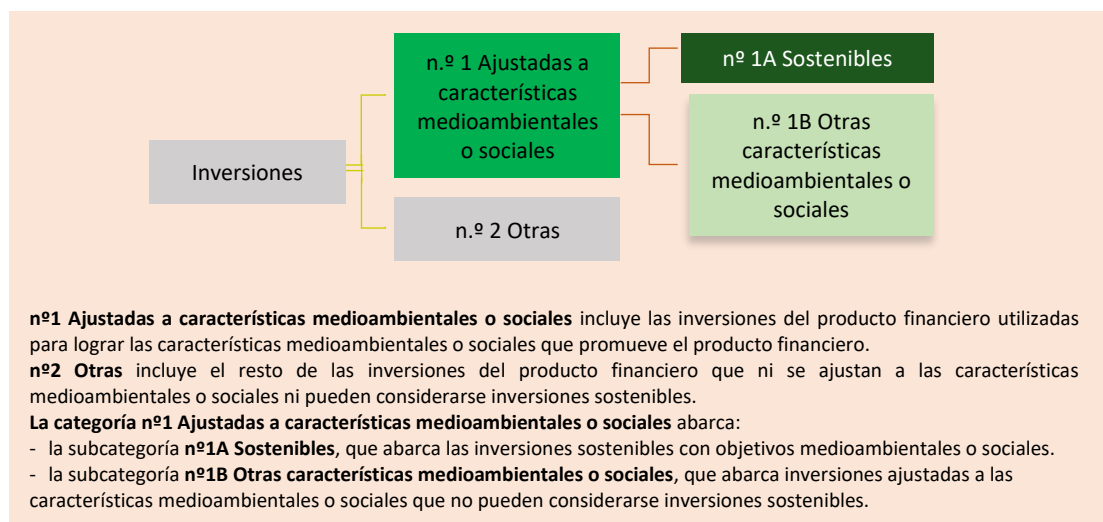 n.º 1 Ajustadas a
características
medioambientales
o sociales
nº 1A Sostenibles
n.º 1B Otras
características
medioambientales o
sociales
Inversiones
n.º 2 Otras
nº1 Ajustadas a características medioambientales o sociales incluye las inversiones del producto financiero utilizadas
para lograr las características medioambientales o sociales que promueve el producto financiero.
nº2 Otras incluye el resto de las inversiones del producto financiero que ni se ajustan a las características
medioambientales o sociales ni pueden considerarse inversiones sostenibles.
La categoría nº1 Ajustadas a características medioambientales o sociales abarca:
- la subcategoría nº1A Sostenibles, que abarca las inversiones sostenibles con objetivos medioambientales o sociales.
- la subcategoría nº1B Otras características medioambientales o sociales, que abarca inversiones ajustadas a las
características medioambientales o sociales que no pueden considerarse inversiones sostenibles.